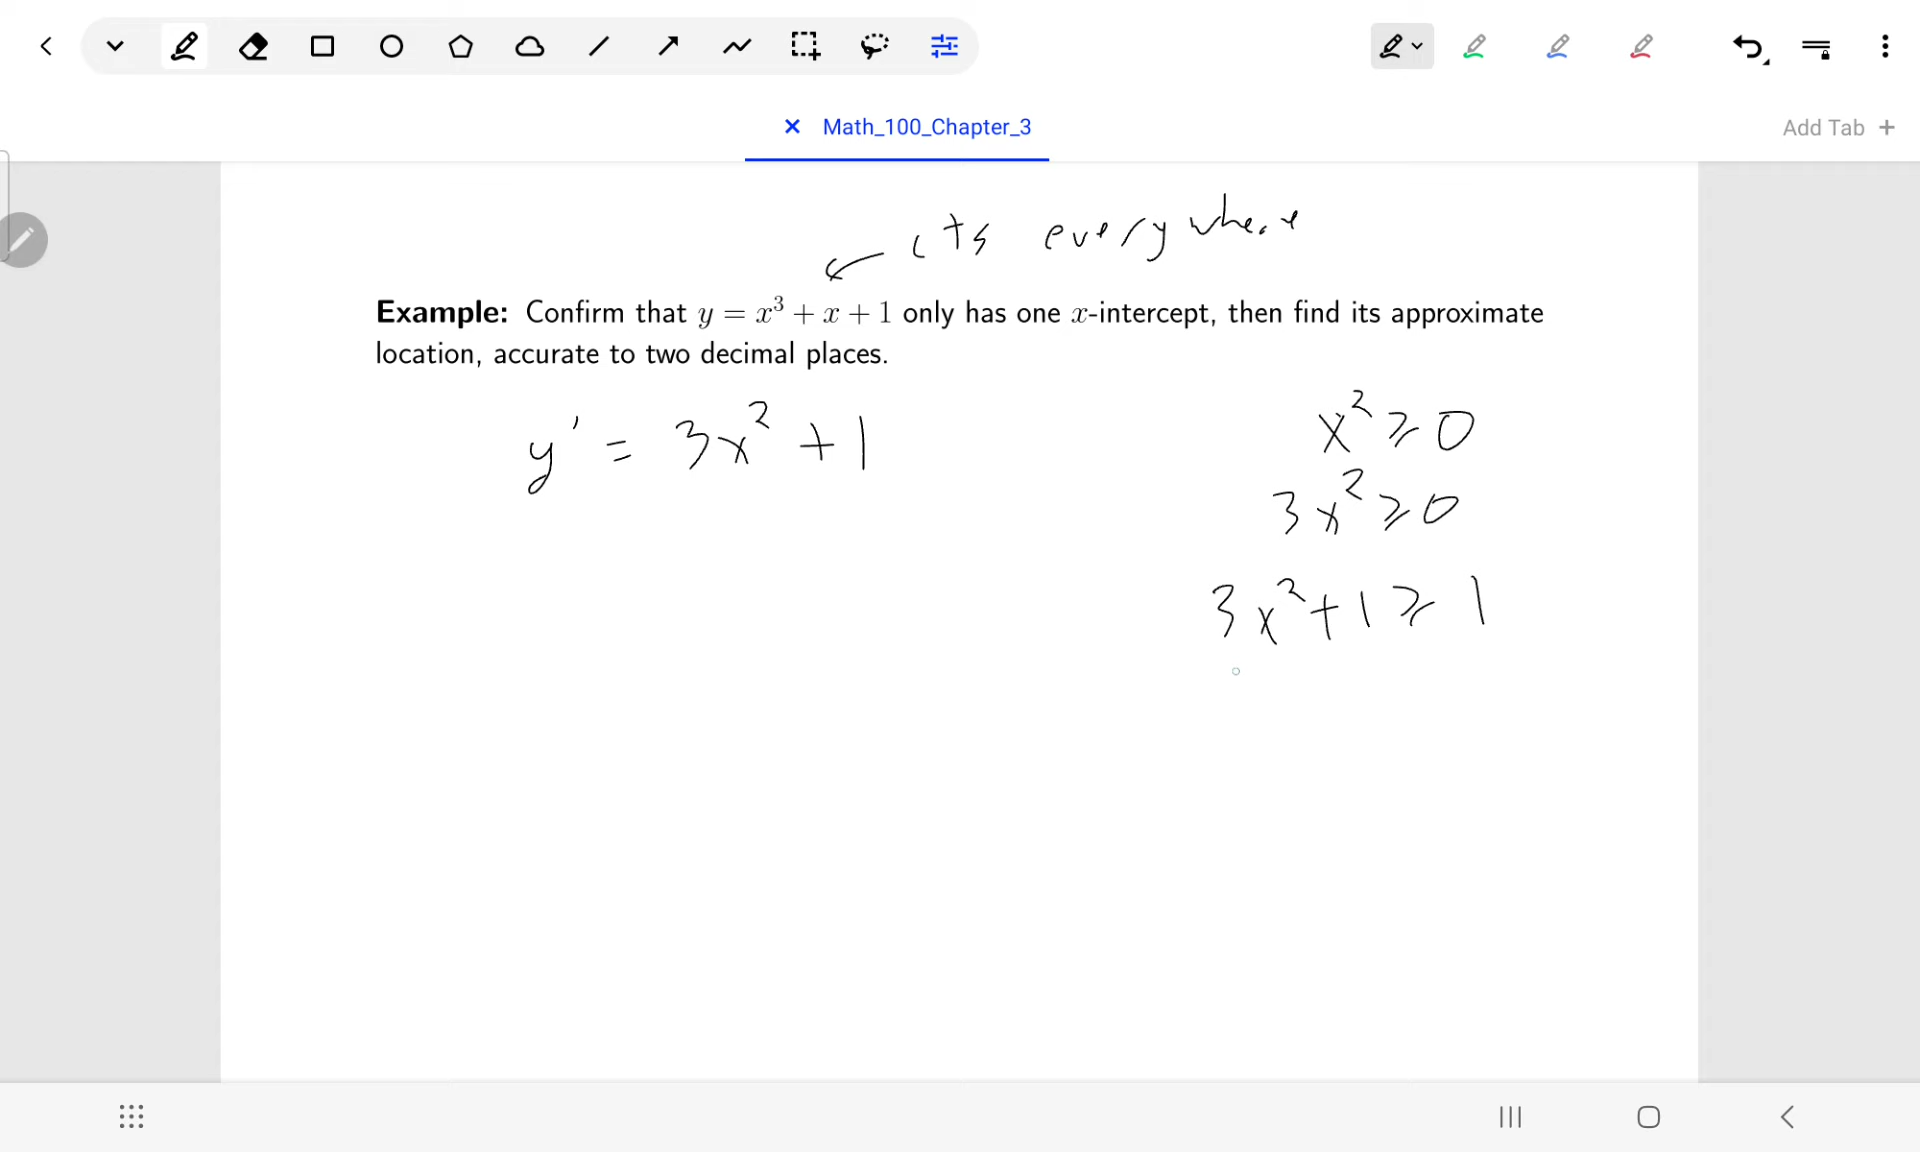 Math_100_Chapter_3
Add Tab +
cts everywhere
Example: Confirm that y = x³ + x + 1 only has one x-intercept, then find its approximate
location, accurate to two decimal places.
y' = 3x² + 1
x² ≥ 0
3x² ≥ 0
3x² + 1 ≥ 1